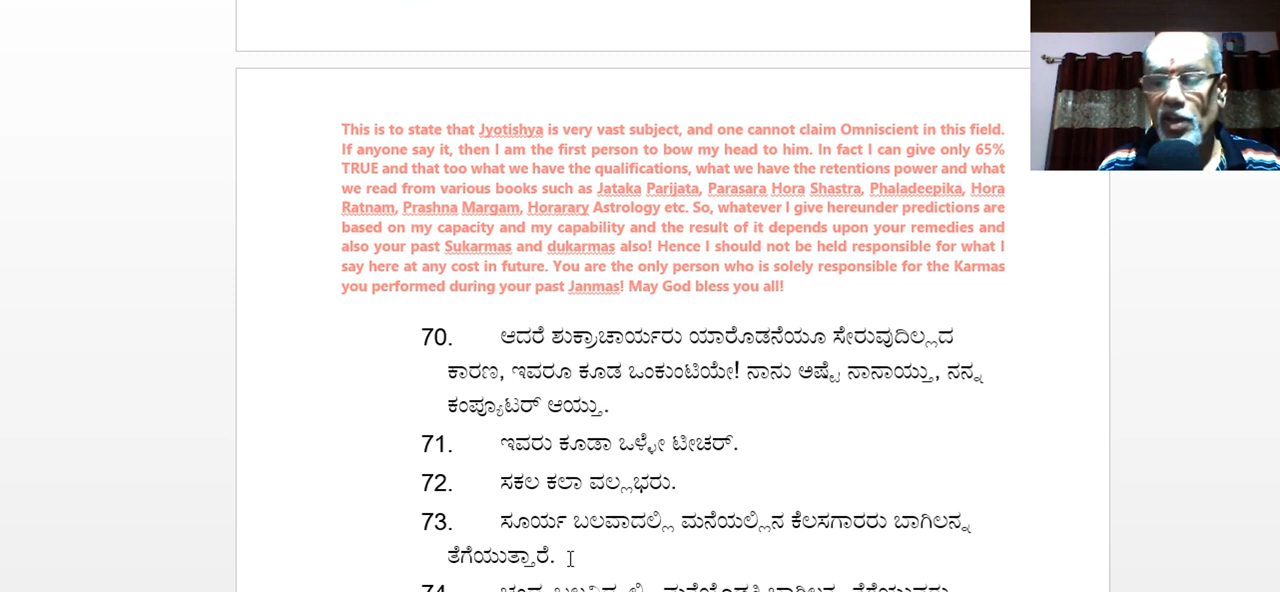 This is to state that Jyotishya is very vast subject, and one cannot claim Omniscient in this field.
If anyone say it, then I am the first person to bow my head to him. In fact I can give only 65%
TRUE and that too what we have the qualifications, what we have the retentions power and what
we read from various books such as Jataka Parijata, Parasara Hora Shastra, Phaladeepika, Hora
Ratnam, Prashna Margam, Horarary Astrology etc. So, whatever I give hereunder predictions are
based on my capacity and my capability and the result of it depends upon your remedies and
also your past Sukarmas and dukarmas also! Hence I should not be held responsible for what I
say here at any cost in future. You are the only person who is solely responsible for the Karmas
you performed during your past Janmas! May God bless you all!
70. ಆದರೆ ಶುಕ್ರಾಚಾರ್ಯರು ಯಾರೊಡನೆಯೂ ಸೇರುವುದಿಲ್ಲದ
ಕಾರಣ, ಇವರೂ ಕೂಡ ಒಂಕುಂಟಿಯೇ! ನಾನು ಅಷ್ಟೆ ನಾನಾಯ್ತು, ನನ್ನ
ಕಂಪ್ಯೂಟರ್ ಆಯ್ತು.
71. ಇವರು ಕೂಡಾ ಒಳ್ಳೇ ಟೀಚರ್.
72. ಸಕಲ ಕಲಾ ವಲ್ಲಭರು.
73. ಸೂರ್ಯ ಬಲವಾದಲ್ಲಿ ಮನೆಯಲ್ಲಿನ ಕೆಲಸಗಾರರು ಬಾಗಿಲನ್ನ
ತೆಗೆಯುತ್ತಾರೆ.
74.